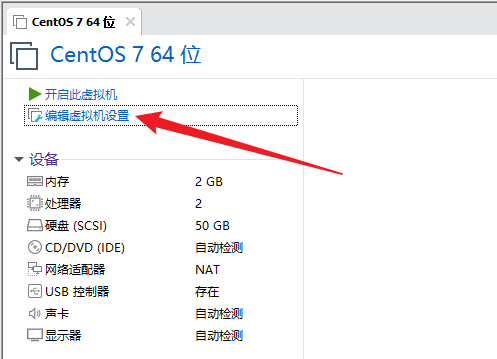 CentOS 7 64 位
CentOS 7 64 位
开启此虚拟机
编辑虚拟机设置
设备
内存 2 GB
处理器 2
硬盘 (SCSI) 50 GB
CD/DVD (IDE) 自动检测
网络适配器 NAT
USB 控制器 存在
声卡 自动检测
显示器 自动检测